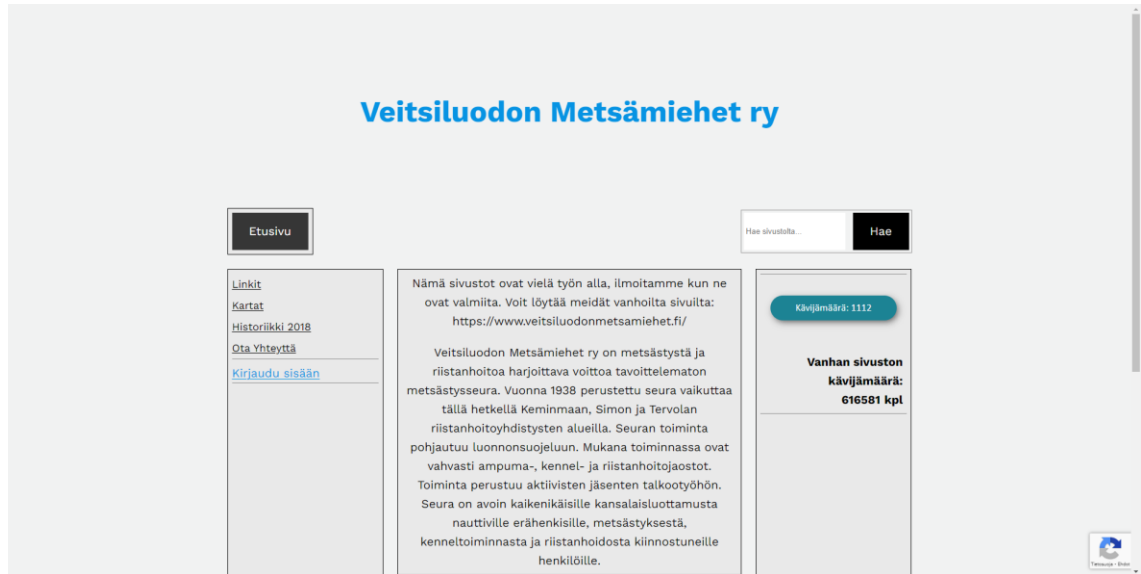 Veitsiluodon Metsämiehet ry
Etusivu
Hae sivustolta...
Hae
Linkit
Kartat
Historiikki 2018
Ota Yhteyttä
Kirjaudu sisään
Nämä sivustot ovat vielä työn alla, ilmoitamme kun ne
ovat valmiita. Voit löytää meidät vanhoilta sivuilta:
https://www.veitsiluodonmetsamiehet.fi/
Veitsiluodon Metsämiehet ry on metsästystä ja
riistanhoitoa harjoittava voittoa tavoittelematon
metsästysseura. Vuonna 1938 perustettu seura vaikuttaa
tällä hetkellä Keminmaan, Simon ja Tervolan
riistanhoitoyhdistysten alueilla. Seuran toiminta
pohjautuu luonnonsuojeluun. Mukana toiminnassa ovat
vahvasti ampuma-, kennel- ja riistanhoitojaostot.
Toiminta perustuu aktiivisten jäsenten talkootyöhön.
Seura on avoin kaikenikäisille kansalaisluottamusta
nauttiville erähenkisille, metsästyksestä,
kenneltoiminnasta ja riistanhoidosta kiinnostuneille
henkilöille.
Kävijämäärä: 1112
Vanhan sivuston
kävijämäärä:
616581 kpl